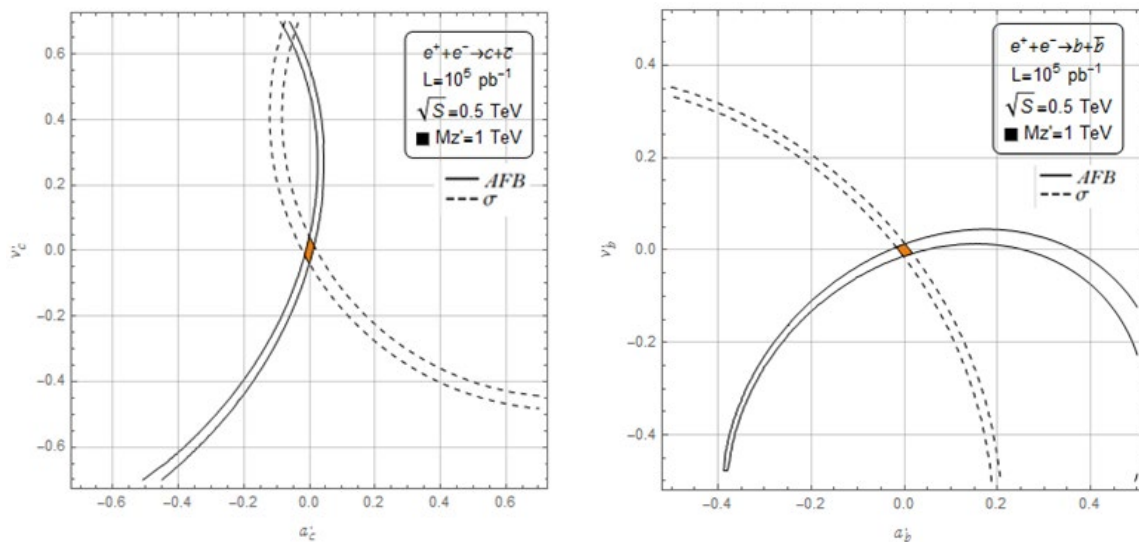 e⁺+e⁻→c+c̄
L=10⁵ pb⁻¹
√S=0.5 TeV
■ Mz'=1 TeV
AFB
σ
0.6
0.4
0.2
0.0
−0.2
−0.4
−0.6
v'c
−0.6 −0.4 −0.2 0.0 0.2 0.4 0.6
a'c
e⁺+e⁻→b+b̄
L=10⁵ pb⁻¹
√S=0.5 TeV
■ Mz'=1 TeV
AFB
σ
0.4
0.2
0.0
−0.2
−0.4
v'b
−0.4 −0.2 0.0 0.2 0.4
a'b